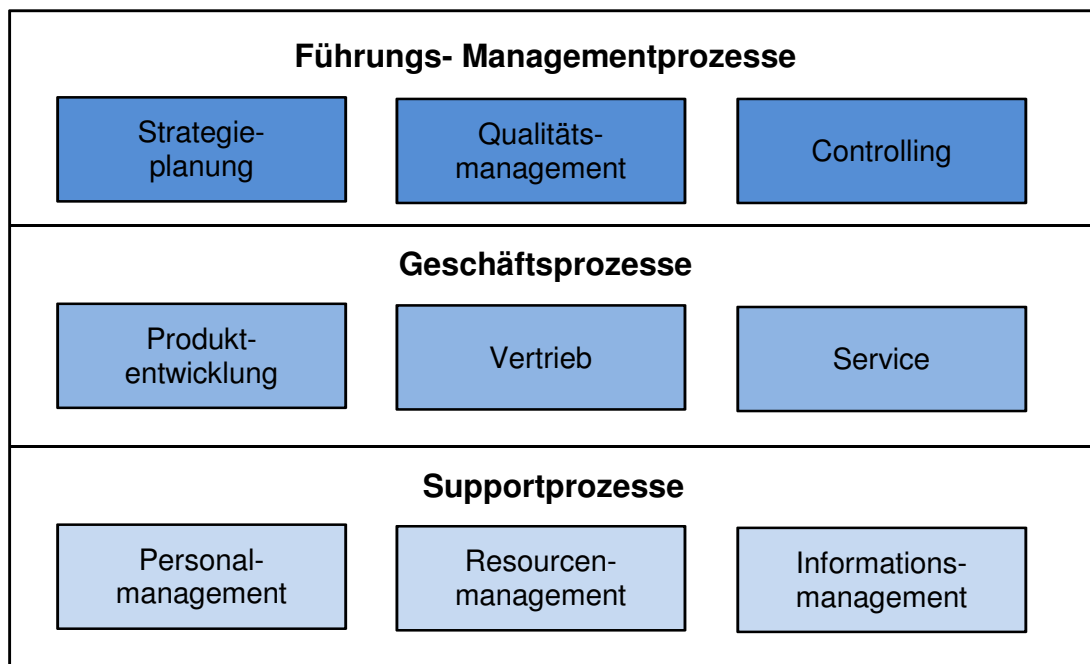 Führungs- Managementprozesse
Strategie-
planung
Qualitäts-
management
Controlling
Geschäftsprozesse
Produkt-
entwicklung
Vertrieb
Service
Supportprozesse
Personal-
management
Resourcen-
management
Informations-
management